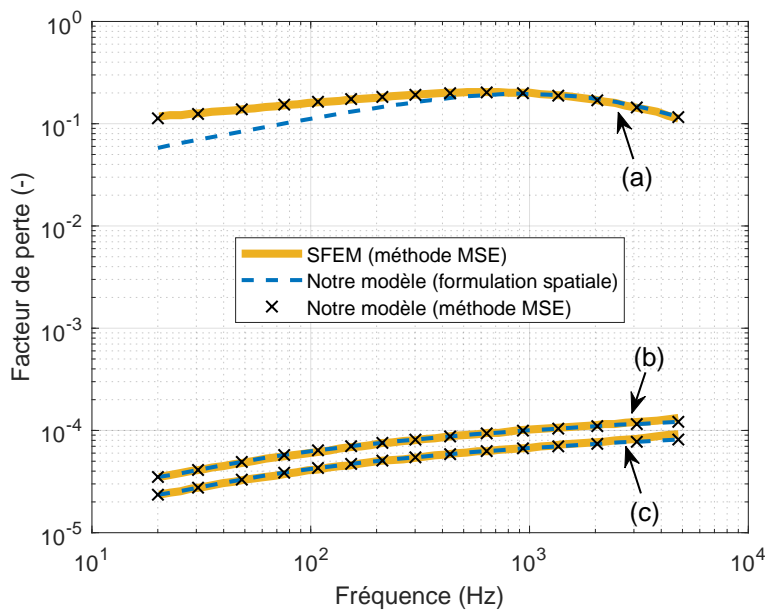 10^0
10^-1
10^-2
10^-3
10^-4
10^-5
Facteur de perte (-)
(a)
SFEM (méthode MSE)
Notre modèle (formulation spatiale)
Notre modèle (méthode MSE)
(b)
(c)
10^1 10^2 10^3 10^4
Fréquence (Hz)